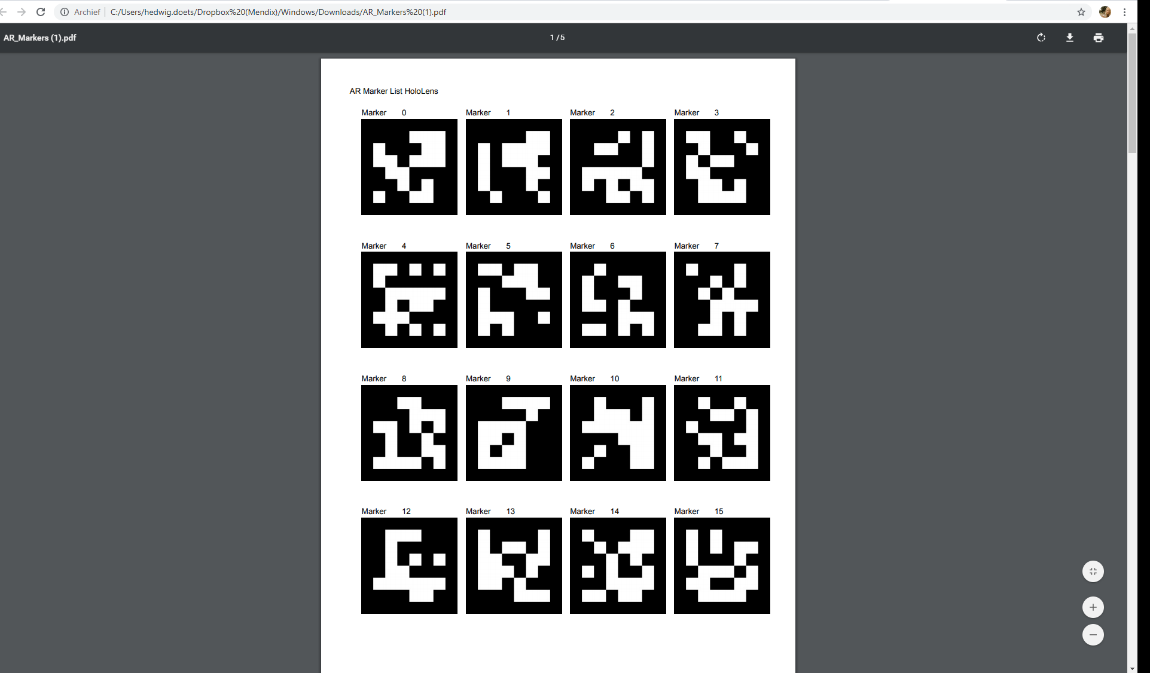 Archief C:/Users/hedwig.doets/Dropbox%20(Mendix)/Windows/Downloads/AR_Markers%20(1).pdf
AR_Markers (1).pdf 1 / 5
AR Marker List HoloLens
Marker 0 Marker 1 Marker 2 Marker 3
Marker 4 Marker 5 Marker 6 Marker 7
Marker 8 Marker 9 Marker 10 Marker 11
Marker 12 Marker 13 Marker 14 Marker 15